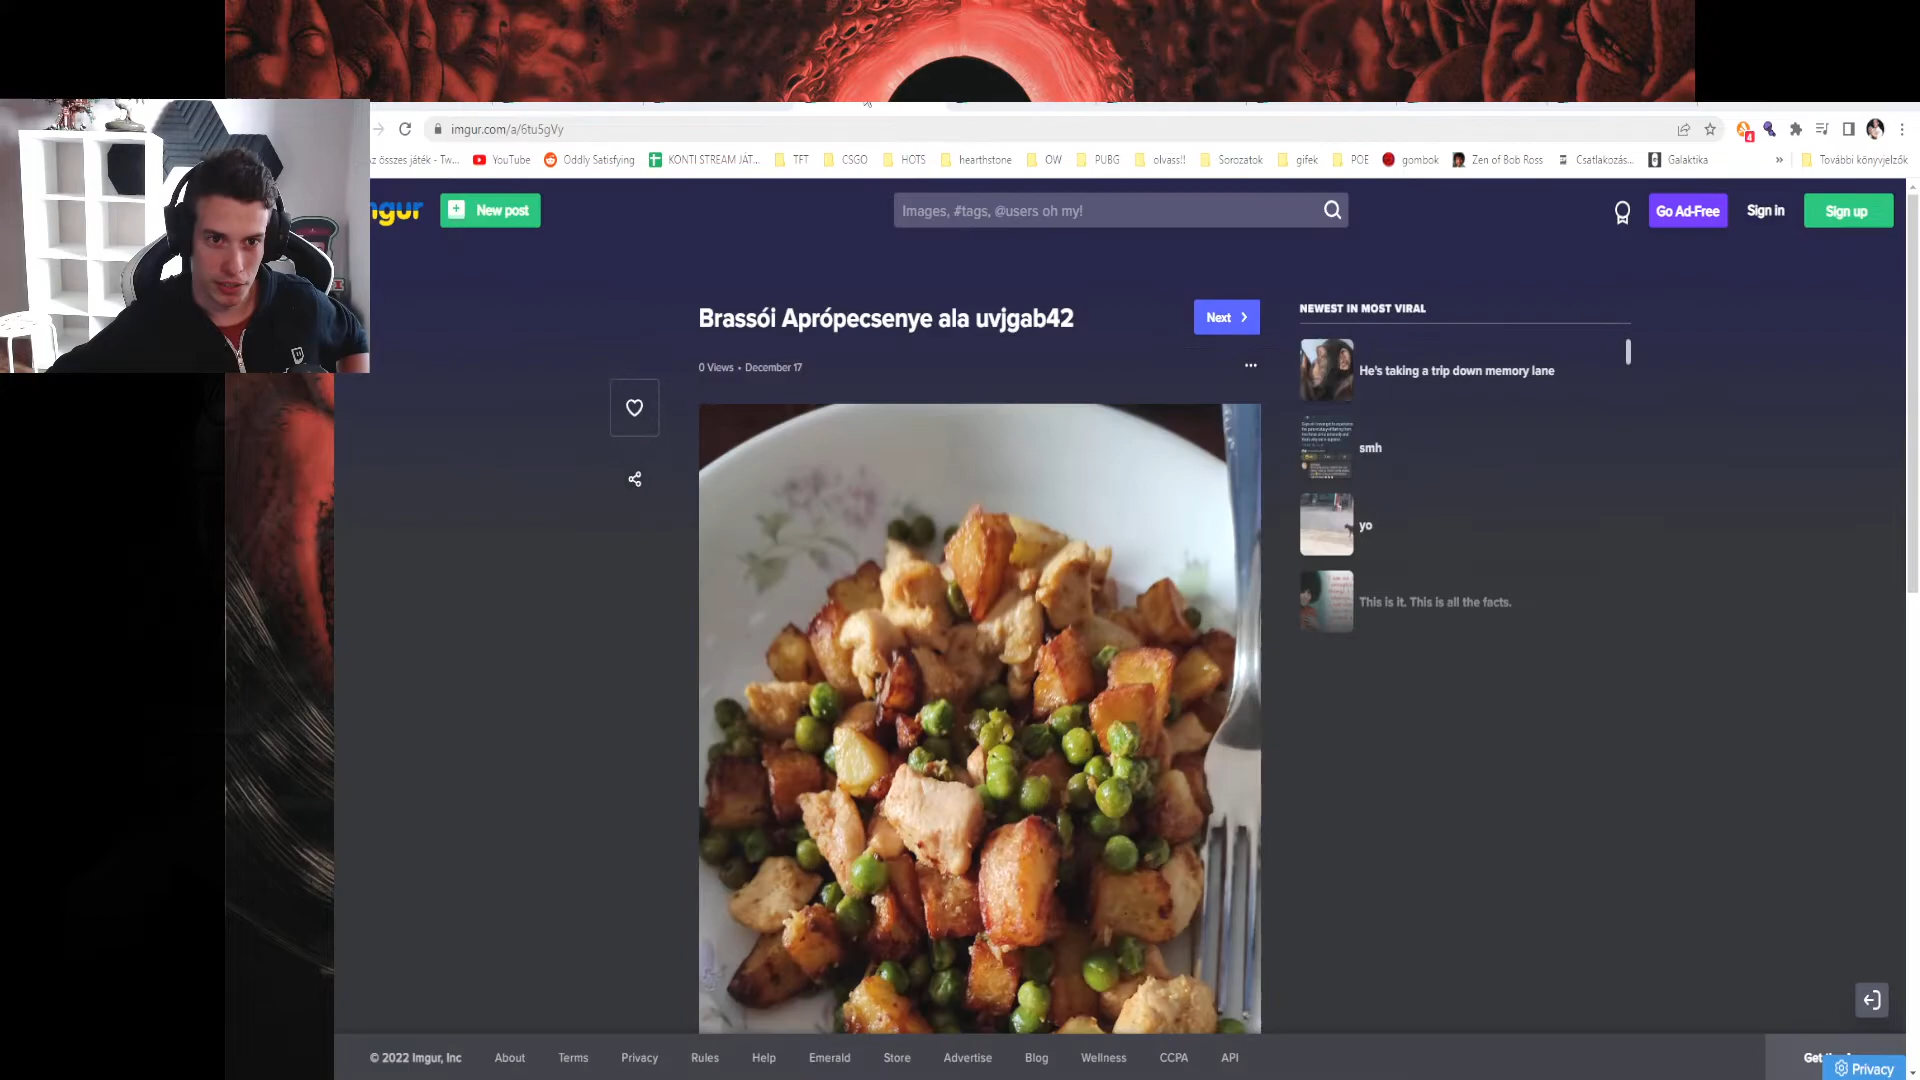 imgur.com/a/6tu5gVy
az összes játék - Tw...
YouTube
Oddly Satisfying
KONTI STREAM JÁT...
TFT
CSGO
HOTS
hearthstone
OW
PUBG
olvass!!
Sorozatok
gifek
POE
gombok
Zen of Bob Ross
Csatlakozás...
Galaktika
»
További könyvjelzők
New post
Images, #tags, @users oh my!
Go Ad-Free
Sign in
Sign up
Brassói Aprópecsenye ala uvjgab42
Next
0 Views • December 17
NEWEST IN MOST VIRAL
He's taking a trip down memory lane
smh
yo
This is it. This is all the facts.
© 2022 Imgur, Inc
About
Terms
Privacy
Rules
Help
Emerald
Store
Advertise
Blog
Wellness
CCPA
API
Privacy